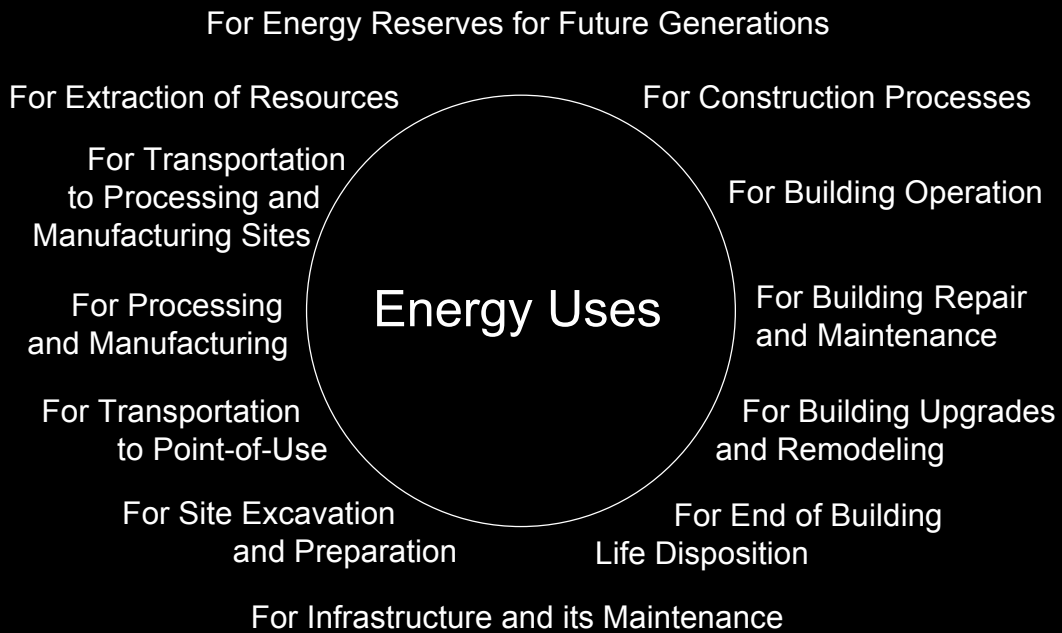 For Energy Reserves for Future Generations
For Extraction of Resources
For Construction Processes
For Transportation
to Processing and
Manufacturing Sites
For Building Operation
For Processing
and Manufacturing
Energy Uses
For Building Repair
and Maintenance
For Transportation
to Point-of-Use
For Building Upgrades
and Remodeling
For Site Excavation
and Preparation
For End of Building
Life Disposition
For Infrastructure and its Maintenance